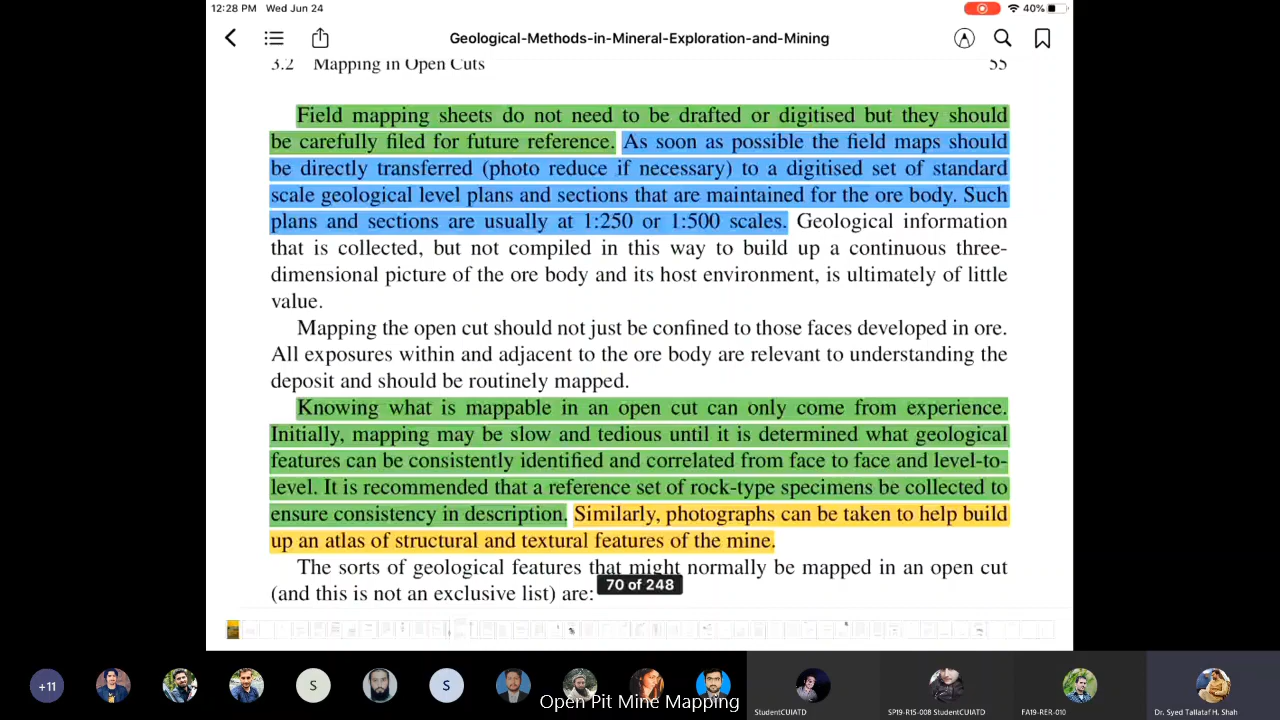 12:28 PM Wed Jun 24
40%
Geological-Methods-in-Mineral-Exploration-and-Mining
3.2 Mapping in Open Cuts 55
Field mapping sheets do not need to be drafted or digitised but they should
be carefully filed for future reference. As soon as possible the field maps should
be directly transferred (photo reduce if necessary) to a digitised set of standard
scale geological level plans and sections that are maintained for the ore body. Such
plans and sections are usually at 1:250 or 1:500 scales. Geological information
that is collected, but not compiled in this way to build up a continuous three-
dimensional picture of the ore body and its host environment, is ultimately of little
value.
Mapping the open cut should not just be confined to those faces developed in ore.
All exposures within and adjacent to the ore body are relevant to understanding the
deposit and should be routinely mapped.
Knowing what is mappable in an open cut can only come from experience.
Initially, mapping may be slow and tedious until it is determined what geological
features can be consistently identified and correlated from face to face and level-to-
level. It is recommended that a reference set of rock-type specimens be collected to
ensure consistency in description. Similarly, photographs can be taken to help build
up an atlas of structural and textural features of the mine.
The sorts of geological features that might normally be mapped in an open cut
(and this is not an exclusive list) are:
70 of 248
+11
S
S
Open Pit Mine Mapping
StudentCUIATD
SP19-R15-008 StudentCUIATD
FA19-RER-010
Dr. Syed Tallataf H. Shah